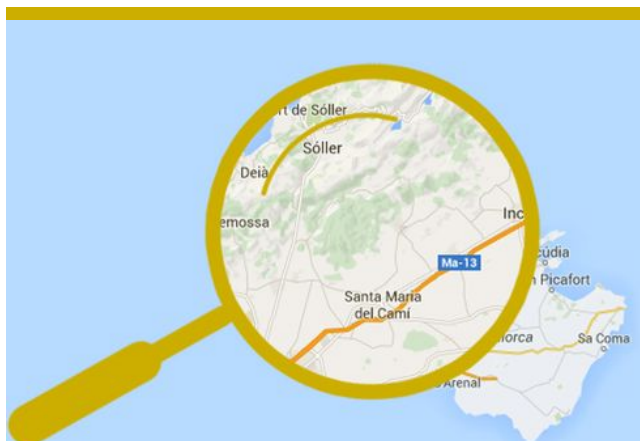 rt de Sóller
Sóller
Deià
emossa
Inc
cúdia
Ma-13
n Picafort
Santa Maria
del Camí
lorca
Sa Coma
Arenal